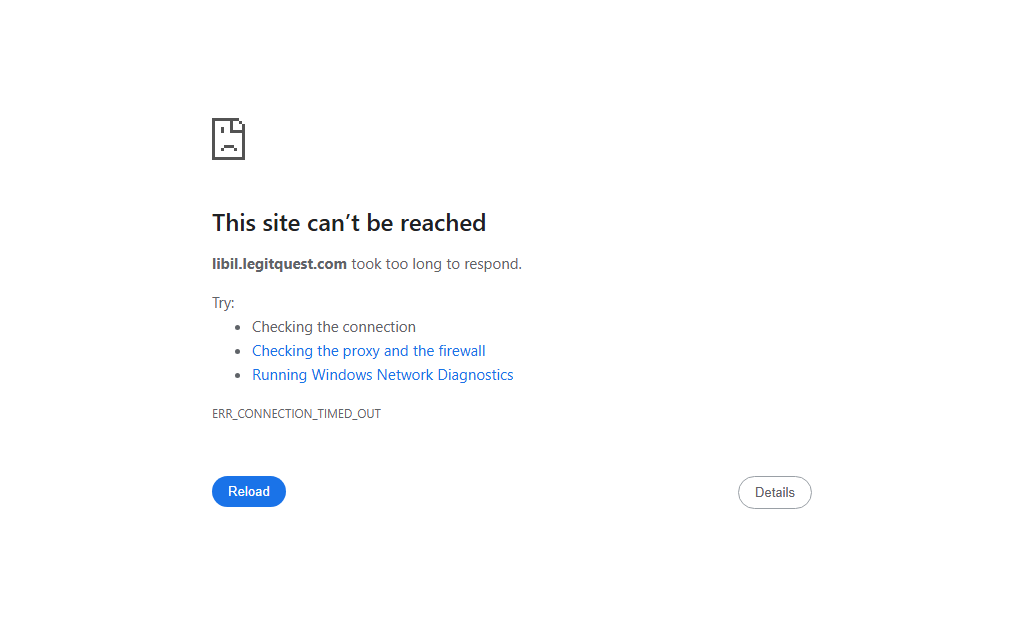 This site can’t be reached
libil.legitquest.com took too long to respond.
Try:
Checking the connection
Checking the proxy and the firewall
Running Windows Network Diagnostics
ERR_CONNECTION_TIMED_OUT
Reload
Details